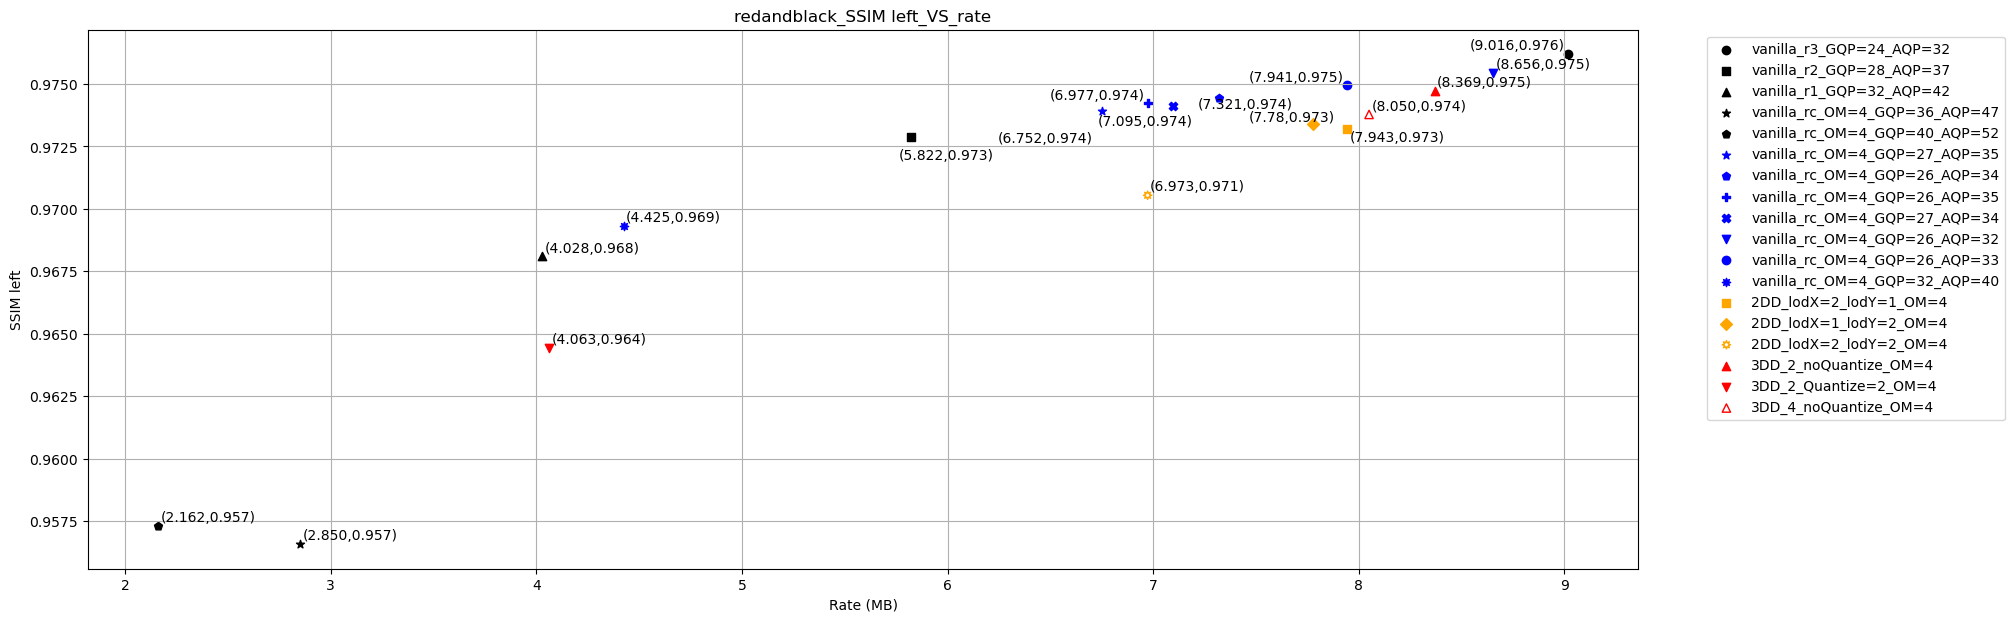 redandblack_SSIM left_VS_rate
SSIM left
0.9750
0.9725
0.9700
0.9675
0.9650
0.9625
0.9600
0.9575
(9.016,0.976)
(8.656,0.975)
(7.941,0.975)
(8.369,0.975)
(6.977,0.974)
(7.321,0.974)
(8.050,0.974)
(7.095,0.974)
(7.78,0.973)
(6.752,0.974)
(7.943,0.973)
(5.822,0.973)
(6.973,0.971)
(4.425,0.969)
(4.028,0.968)
(4.063,0.964)
(2.162,0.957)
(2.850,0.957)
2 3 4 5 6 7 8 9
Rate (MB)
vanilla_r3_GQP=24_AQP=32
vanilla_r2_GQP=28_AQP=37
vanilla_r1_GQP=32_AQP=42
vanilla_rc_OM=4_GQP=36_AQP=47
vanilla_rc_OM=4_GQP=40_AQP=52
vanilla_rc_OM=4_GQP=27_AQP=35
vanilla_rc_OM=4_GQP=26_AQP=34
vanilla_rc_OM=4_GQP=26_AQP=35
vanilla_rc_OM=4_GQP=27_AQP=34
vanilla_rc_OM=4_GQP=26_AQP=32
vanilla_rc_OM=4_GQP=26_AQP=33
vanilla_rc_OM=4_GQP=32_AQP=40
2DD_lodX=2_lodY=1_OM=4
2DD_lodX=1_lodY=2_OM=4
2DD_lodX=2_lodY=2_OM=4
3DD_2_noQuantize_OM=4
3DD_2_Quantize=2_OM=4
3DD_4_noQuantize_OM=4